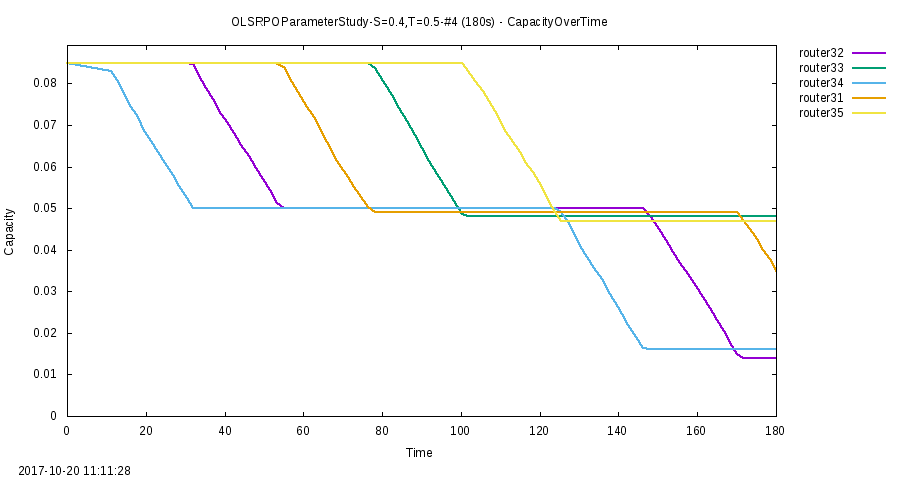 OLSRPOParameterStudy-S=0.4,T=0.5-#4 (180s) - CapacityOverTime
router32
router33
router34
router31
router35
0.08
0.07
0.06
0.05
0.04
0.03
0.02
0.01
0
Capacity
0 20 40 60 80 100 120 140 160 180
Time
2017-10-20 11:11:28